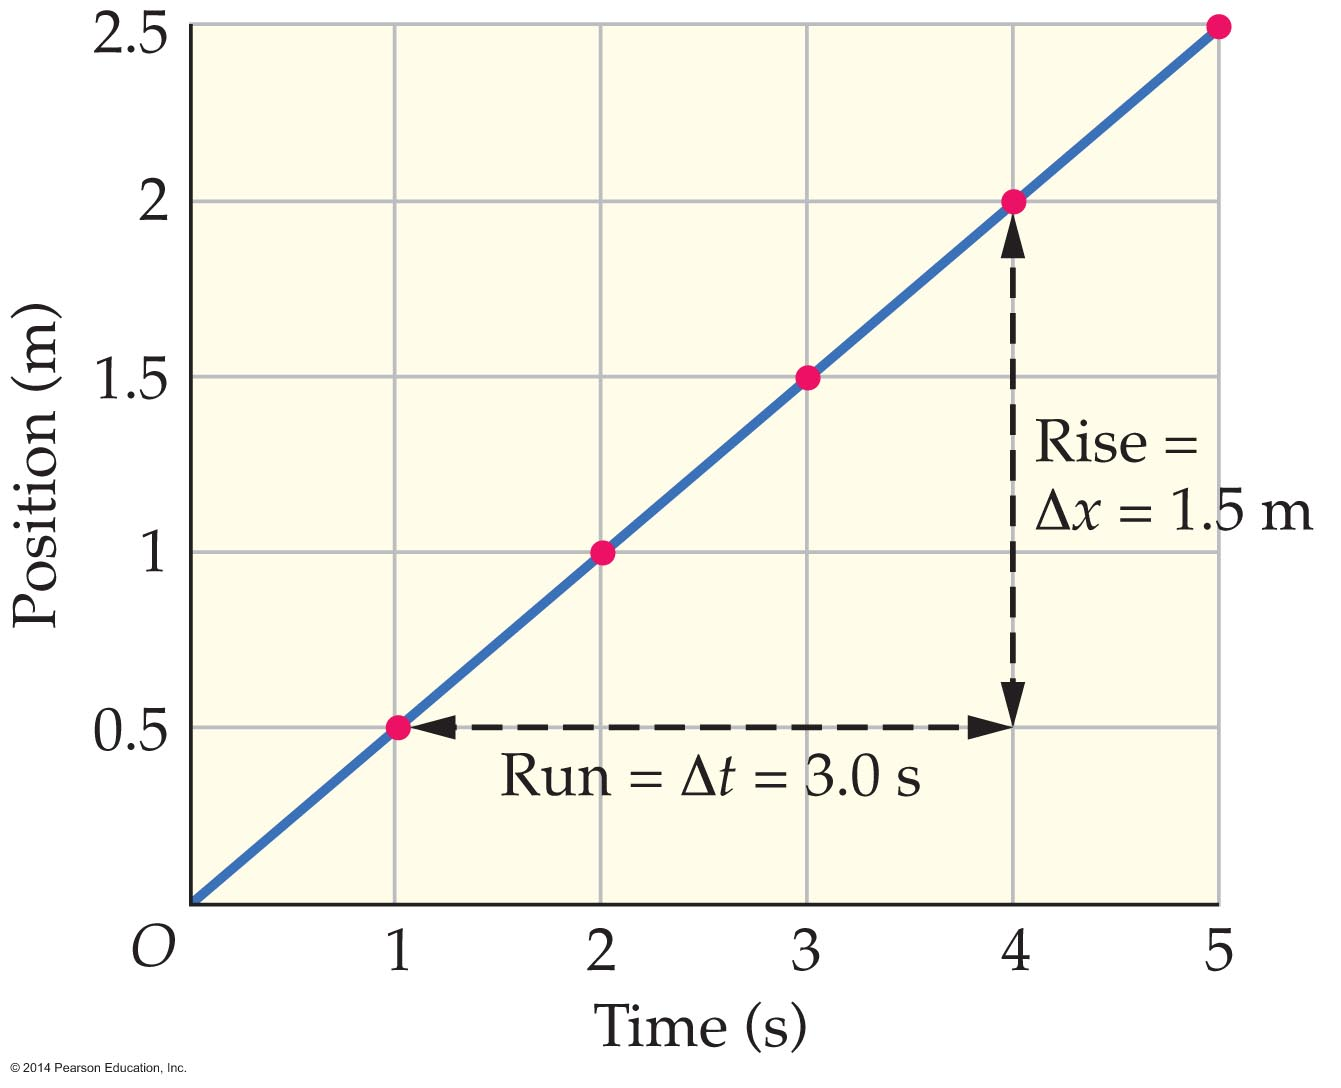 2.5
2
1.5
1
0.5
Position (m)
Rise =
Δx = 1.5 m
Run = Δt = 3.0 s
O 1 2 3 4 5
Time (s)
© 2014 Pearson Education, Inc.